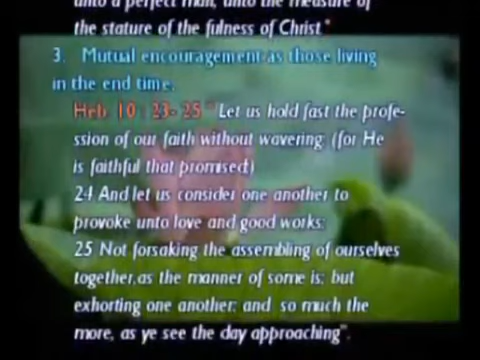 unto a perfect man, unto the measure of
the stature of the fulness of Christ."
3. Mutual encouragement as those living
in the end time.
Heb. 10 : 23- 25 "Let us hold fast the profe-
ssion of our faith without wavering; (for He
is faithful that promised:)
24 And let us consider one another to
provoke unto love and good works:
25 Not forsaking the assembling of ourselves
together, as the manner of some is; but
exhorting one another: and so much the
more, as ye see the day approaching".